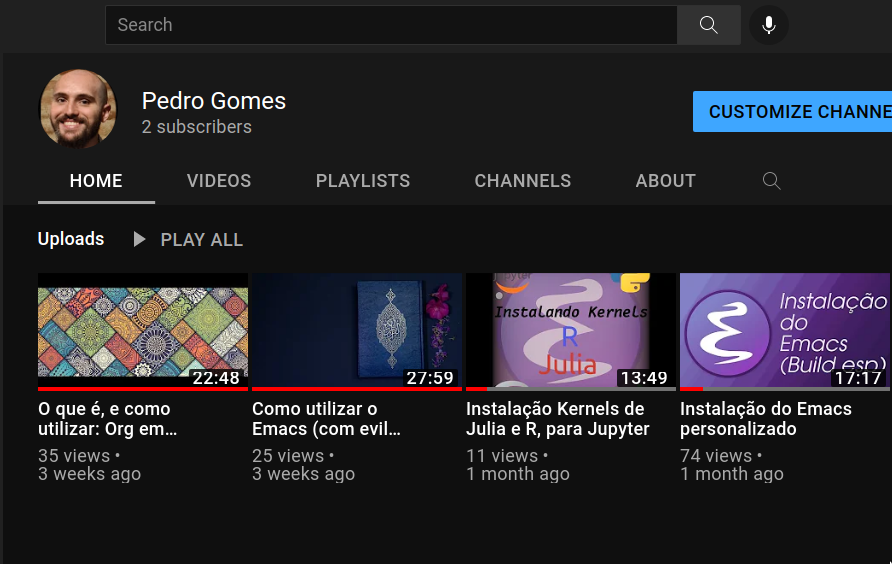 Search
Pedro Gomes
2 subscribers
CUSTOMIZE CHANNE
HOME
VIDEOS
PLAYLISTS
CHANNELS
ABOUT
Uploads
PLAY ALL
22:48
O que é, e como
utilizar: Org em…
35 views •
3 weeks ago
27:59
Como utilizar o
Emacs (com evil…
25 views •
3 weeks ago
Jupyter
Instalando Kernels
R
Julia
13:49
Instalação Kernels de
Julia e R, para Jupyter
11 views •
1 month ago
Instalação
do
Emacs
(Build esp)
17:17
Instalação do Emacs
personalizado
74 views •
1 month ago